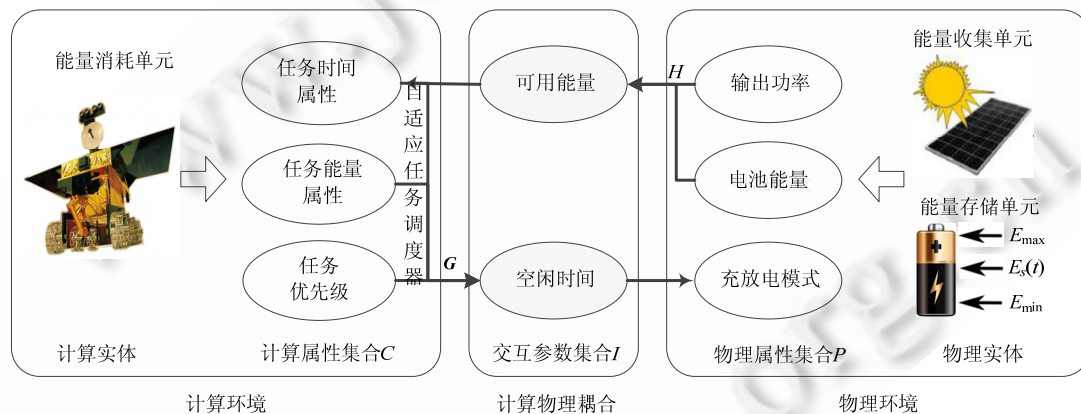 能量消耗单元
任务时间
属性
任务能量
属性
任务
优先级
自适应任务调度器
G
计算实体
计算属性集合C
计算环境
可用能量
空闲时间
交互参数集合I
计算物理耦合
H
输出功率
电池能量
充放电模式
物理属性集合P
能量收集单元
能量存储单元
Emax
Es(t)
Emin
物理实体
物理环境